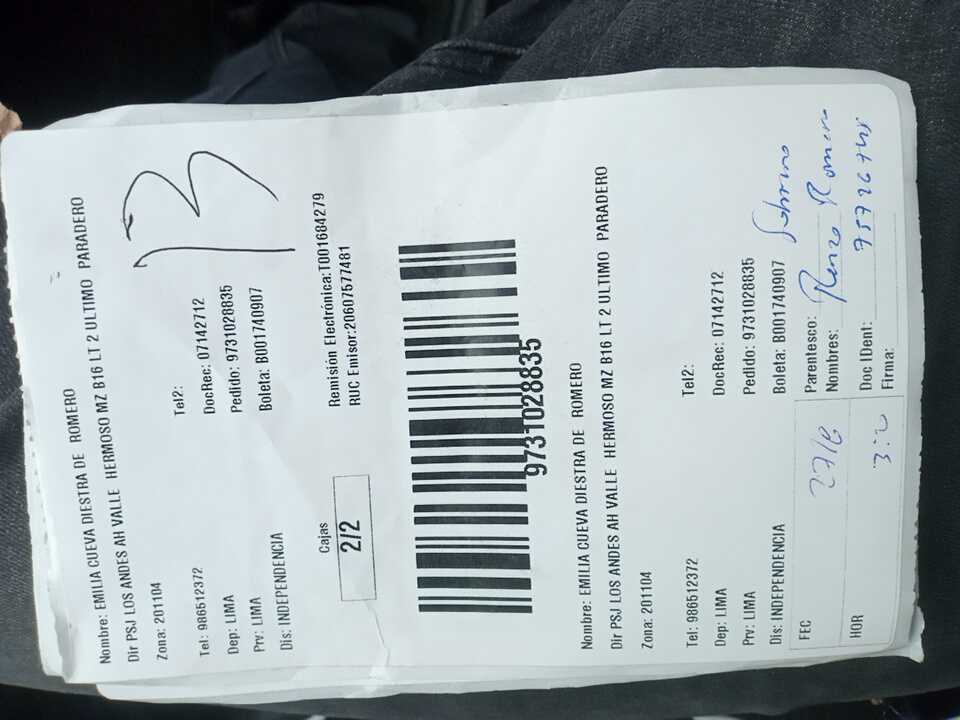 Nombre: EMILIA CUEVA DIESTRA DE ROMERO
Dir PSJ LOS ANDES AH VALLE HERMOSO MZ B16 LT 2 ULTIMO PARADERO
Zona: 201104
13
Tel: 986512372 Tel2:
Dep: LIMA DocRec: 07142712
Prv: LIMA Pedido: 9731028835
Dis: INDEPENDENCIA Boleta: B001740907
Cajas
2/2
Remisión Electrónica:T001684279
RUC Emisor:20607577481
9731028835
Nombre: EMILIA CUEVA DIESTRA DE ROMERO
Dir PSJ LOS ANDES AH VALLE HERMOSO MZ B16 LT 2 ULTIMO PARADERO
Zona: 201104
Tel: 986512372 Tel2:
Dep: LIMA DocRec: 07142712
Prv: LIMA Pedido: 9731028835
Dis: INDEPENDENCIA Boleta: B001740907
FEC 27/8
HOR
Parentesco: Sobrino
Nombres: Renzo Romero
Doc IDent: 75726748
Firma: